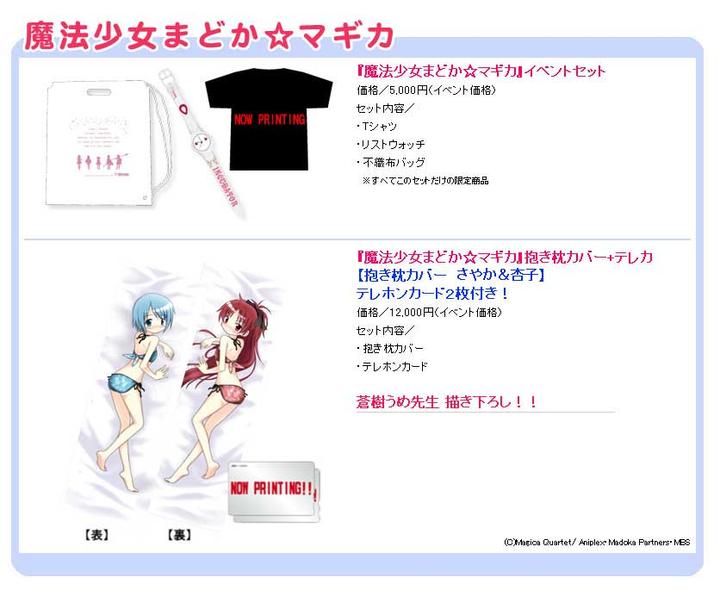 魔法少女まどか☆マギカ
『魔法少女まどか☆マギカ』イベントセット
価格／5,000円(イベント価格)
セット内容／
・Tシャツ
・リストウォッチ
・不織布バッグ
※すべてこのセットだけの限定商品
NOW PRINTING
INCUBATOR
『魔法少女まどか☆マギカ』抱き枕カバー+テレカ
【抱き枕カバー　さやか＆杏子】
テレホンカード2枚付き！
価格／12,000円(イベント価格)
セット内容／
・抱き枕カバー
・テレホンカード
蒼樹うめ先生 描き下ろし！！
NOW PRINTING!!
【表】
【裏】
(C)Magica Quartet/ Aniplex・Madoka Partners・MBS